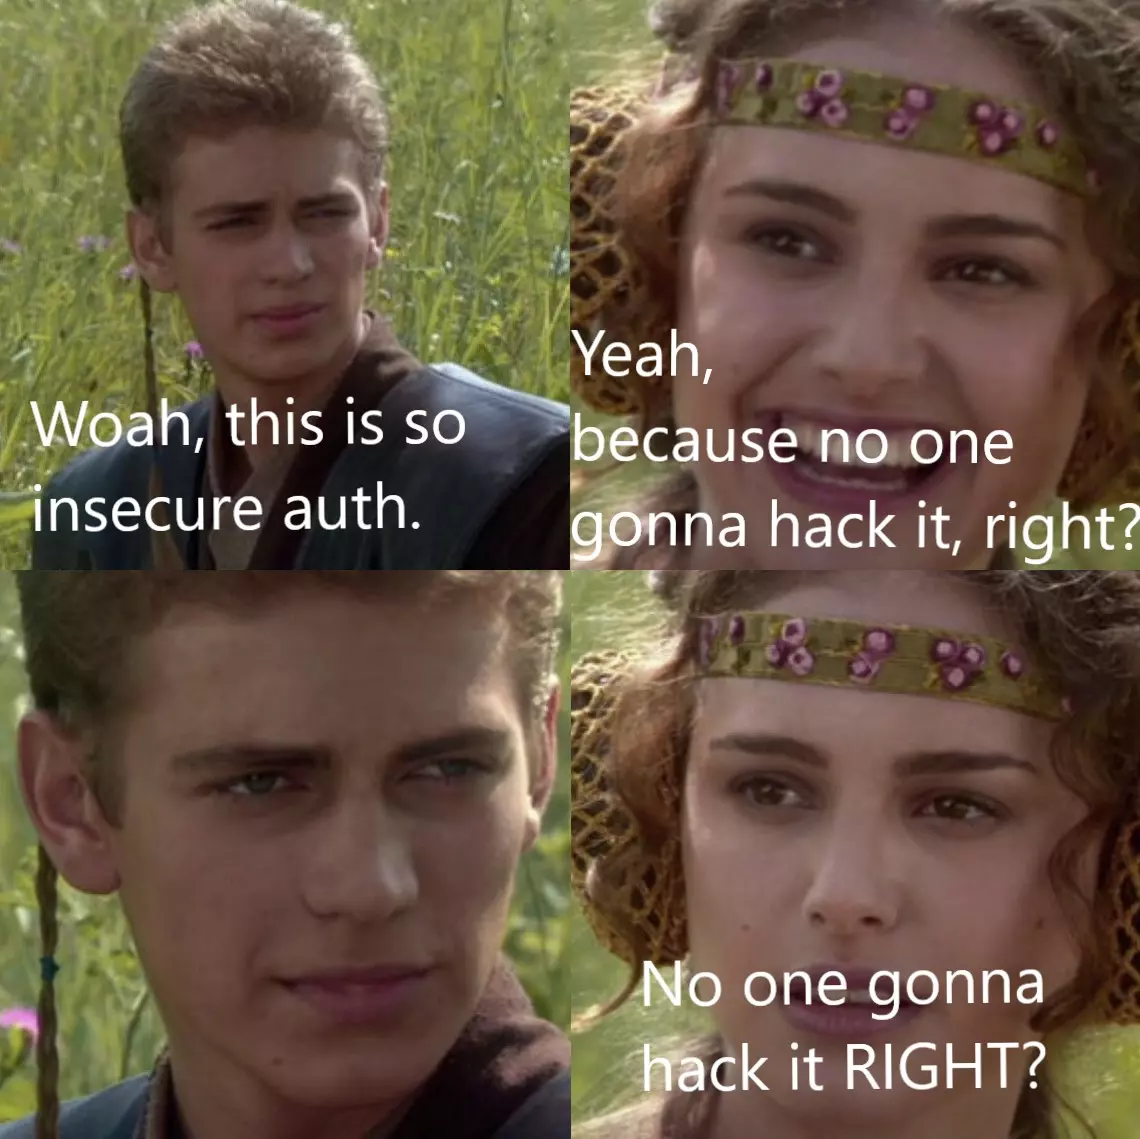 Woah, this is so
insecure auth.
Yeah,
because no one
gonna hack it, right?
No one gonna
hack it RIGHT?